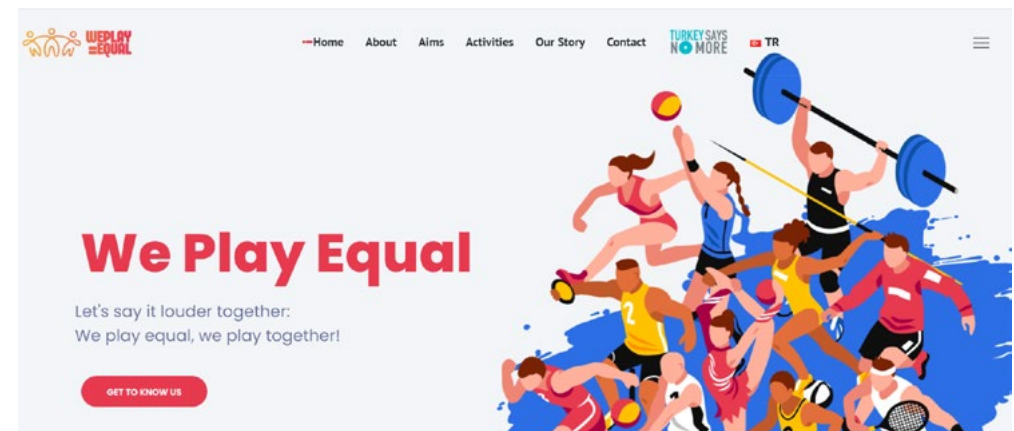 WEPLAY
=EQUAL
Home About Aims Activities Our Story Contact
TURKEY SAYS
NO MORE
TR
We Play Equal
Let's say it louder together:
We play equal, we play together!
GET TO KNOW US
2